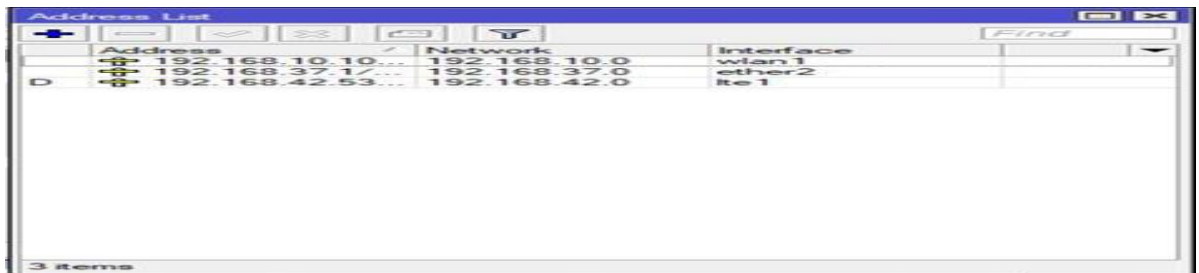 Address List
Find
Address Network Interface
192.168.10.10... 192.168.10.0 wlan1
192.168.37.1/... 192.168.37.0 ether2
D 192.168.42.53... 192.168.42.0 lte1
3 items